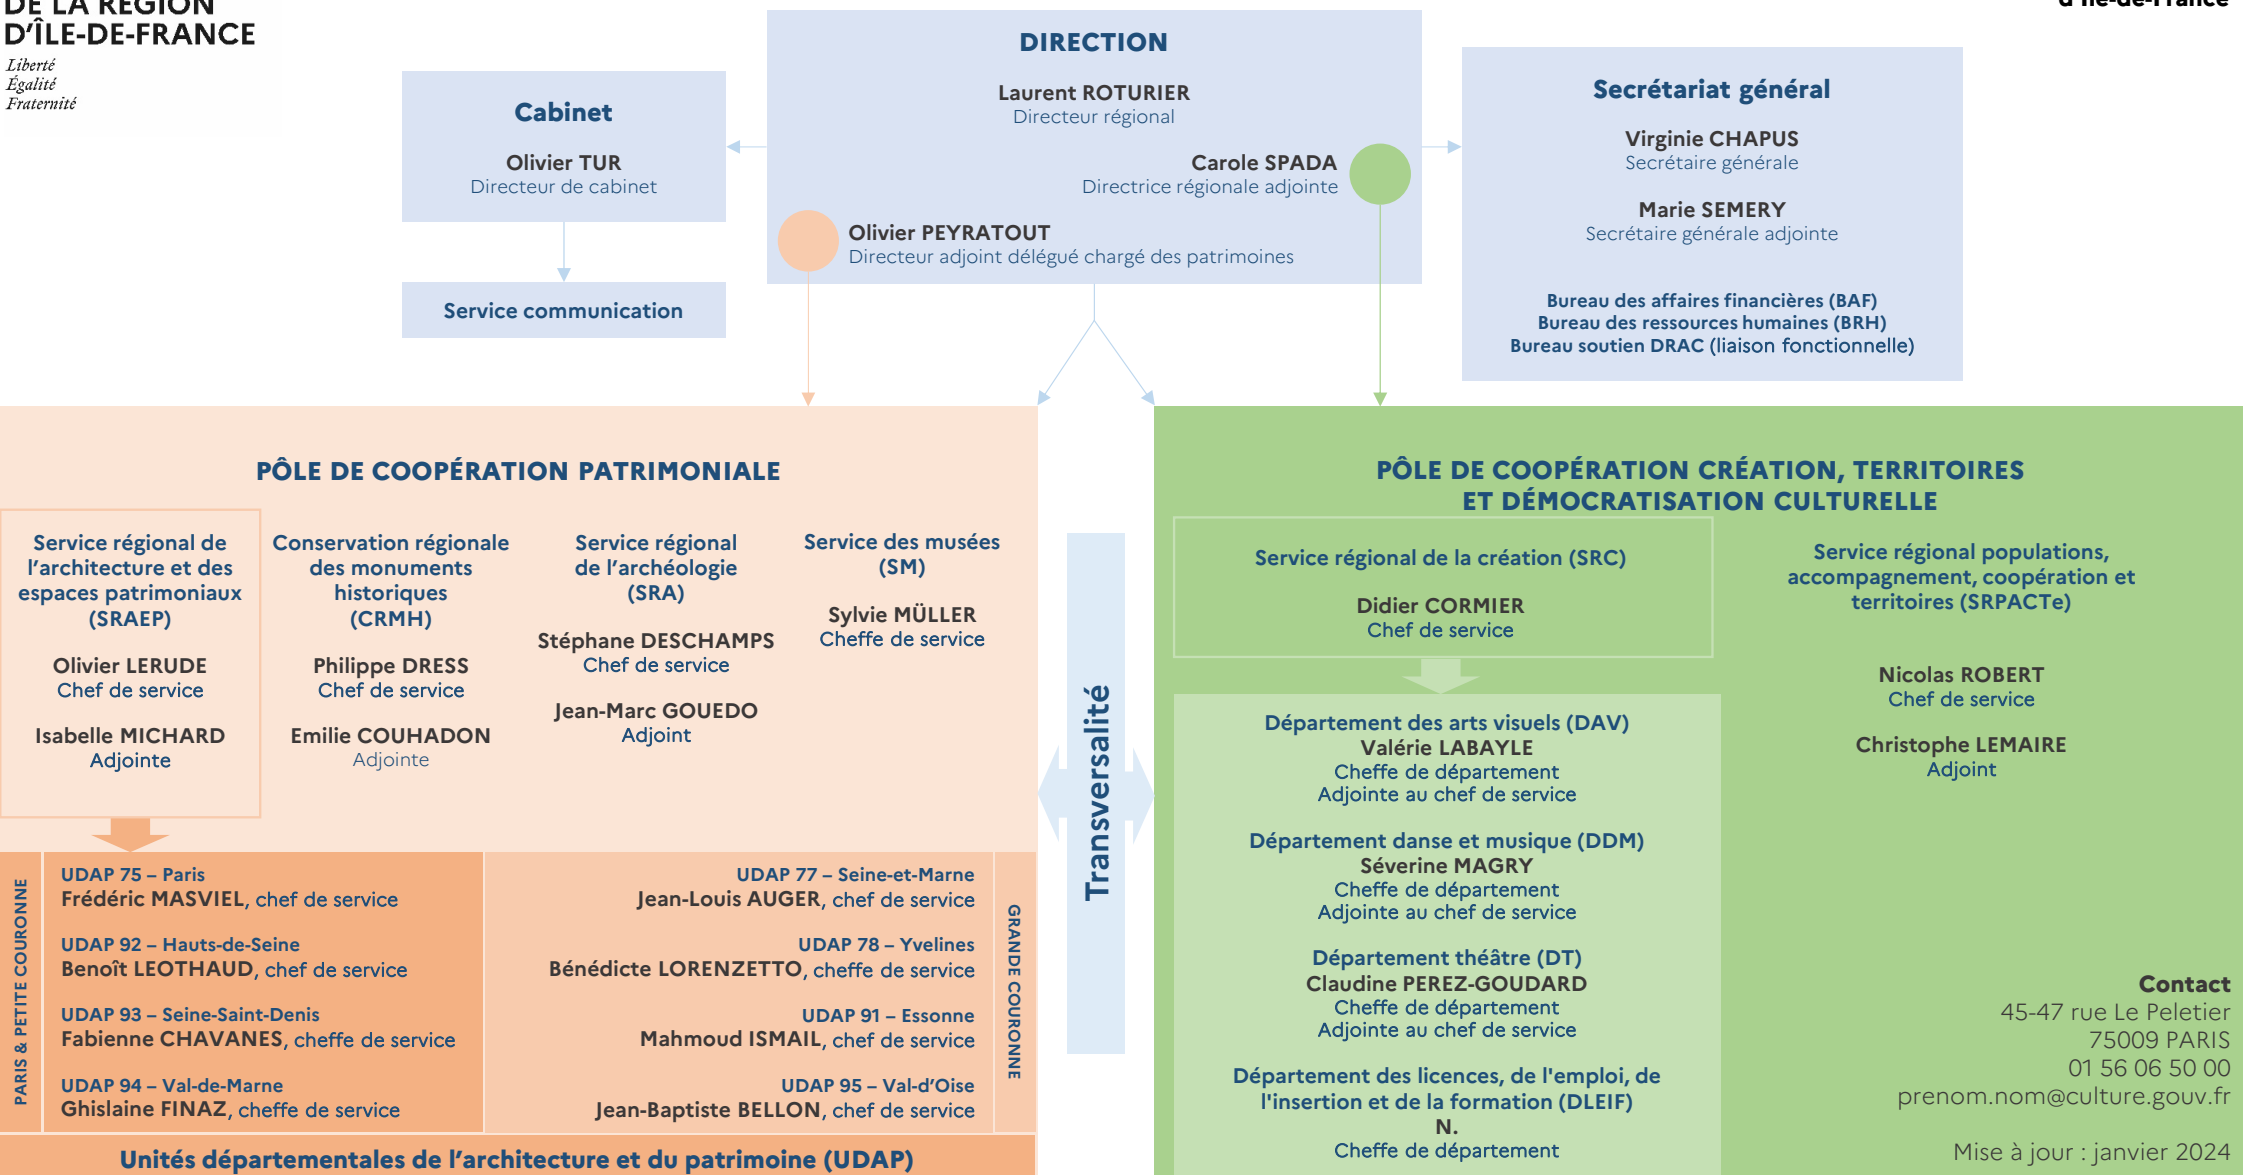 DE LA RÉGION
D'ÎLE-DE-FRANCE
Liberté
Égalité
Fraternité
d'Île-de-France
DIRECTION
Laurent ROTURIER
Directeur régional
Carole SPADA
Directrice régionale adjointe
Olivier PEYRATOUT
Directeur adjoint délégué chargé des patrimoines
Cabinet
Olivier TUR
Directeur de cabinet
Service communication
Secrétariat général
Virginie CHAPUS
Secrétaire générale
Marie SEMERY
Secrétaire générale adjointe
Bureau des affaires financières (BAF)
Bureau des ressources humaines (BRH)
Bureau soutien DRAC (liaison fonctionnelle)
PÔLE DE COOPÉRATION PATRIMONIALE
Service régional de
l'architecture et des
espaces patrimoniaux
(SRAEP)
Olivier LERUDE
Chef de service
Isabelle MICHARD
Adjointe
Conservation régionale
des monuments
historiques
(CRMH)
Philippe DRESS
Chef de service
Emilie COUHADON
Adjointe
Service régional
de l'archéologie
(SRA)
Stéphane DESCHAMPS
Chef de service
Jean-Marc GOUEDO
Adjoint
Service des musées
(SM)
Sylvie MÜLLER
Cheffe de service
PARIS & PETITE COURONNE
UDAP 75 – Paris
Frédéric MASVIEL, chef de service
UDAP 92 – Hauts-de-Seine
Benoît LEOTHAUD, chef de service
UDAP 93 – Seine-Saint-Denis
Fabienne CHAVANES, cheffe de service
UDAP 94 – Val-de-Marne
Ghislaine FINAZ, cheffe de service
UDAP 77 – Seine-et-Marne
Jean-Louis AUGER, chef de service
UDAP 78 – Yvelines
Bénédicte LORENZETTO, cheffe de service
UDAP 91 – Essonne
Mahmoud ISMAIL, chef de service
UDAP 95 – Val-d'Oise
Jean-Baptiste BELLON, chef de service
GRANDE COURONNE
Unités départementales de l'architecture et du patrimoine (UDAP)
Transversalité
PÔLE DE COOPÉRATION CRÉATION, TERRITOIRES
ET DÉMOCRATISATION CULTURELLE
Service régional de la création (SRC)
Didier CORMIER
Chef de service
Département des arts visuels (DAV)
Valérie LABAYLE
Cheffe de département
Adjointe au chef de service
Département danse et musique (DDM)
Séverine MAGRY
Cheffe de département
Adjointe au chef de service
Département théâtre (DT)
Claudine PEREZ-GOUDARD
Cheffe de département
Adjointe au chef de service
Département des licences, de l'emploi, de
l'insertion et de la formation (DLEIF)
N.
Cheffe de département
Service régional populations,
accompagnement, coopération et
territoires (SRPACTe)
Nicolas ROBERT
Chef de service
Christophe LEMAIRE
Adjoint
Contact
45-47 rue Le Peletier
75009 PARIS
01 56 06 50 00
prenom.nom@culture.gouv.fr
Mise à jour : janvier 2024